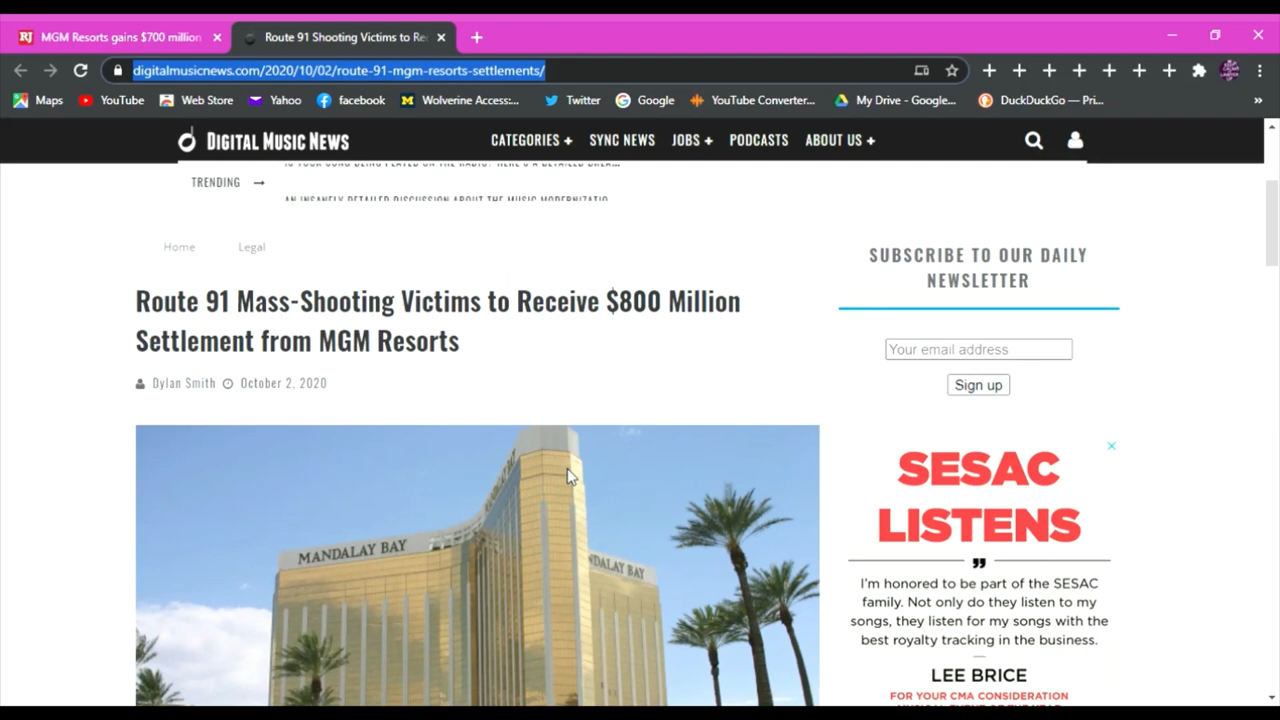 MGM Resorts gains $700 million
Route 91 Shooting Victims to Re
digitalmusicnews.com/2020/10/02/route-91-mgm-resorts-settlements/
Maps YouTube Web Store Yahoo facebook Wolverine Access:... Twitter Google YouTube Converter... My Drive - Google... DuckDuckGo — Pri... »
DIGITAL MUSIC NEWS CATEGORIES + SYNC NEWS JOBS + PODCASTS ABOUT US +
TRENDING →
AN INSANELY DETAILED DISCUSSION ABOUT THE MUSIC MODERNIZATIO
Home Legal
Route 91 Mass-Shooting Victims to Receive $800 Million
Settlement from MGM Resorts
Dylan Smith October 2, 2020
MANDALAY BAY
SUBSCRIBE TO OUR DAILY
NEWSLETTER
Your email address
Sign up
SESAC
LISTENS
"
I'm honored to be part of the SESAC
family. Not only do they listen to my
songs, they listen for my songs with the
best royalty tracking in the business.
LEE BRICE
FOR YOUR CMA CONSIDERATION